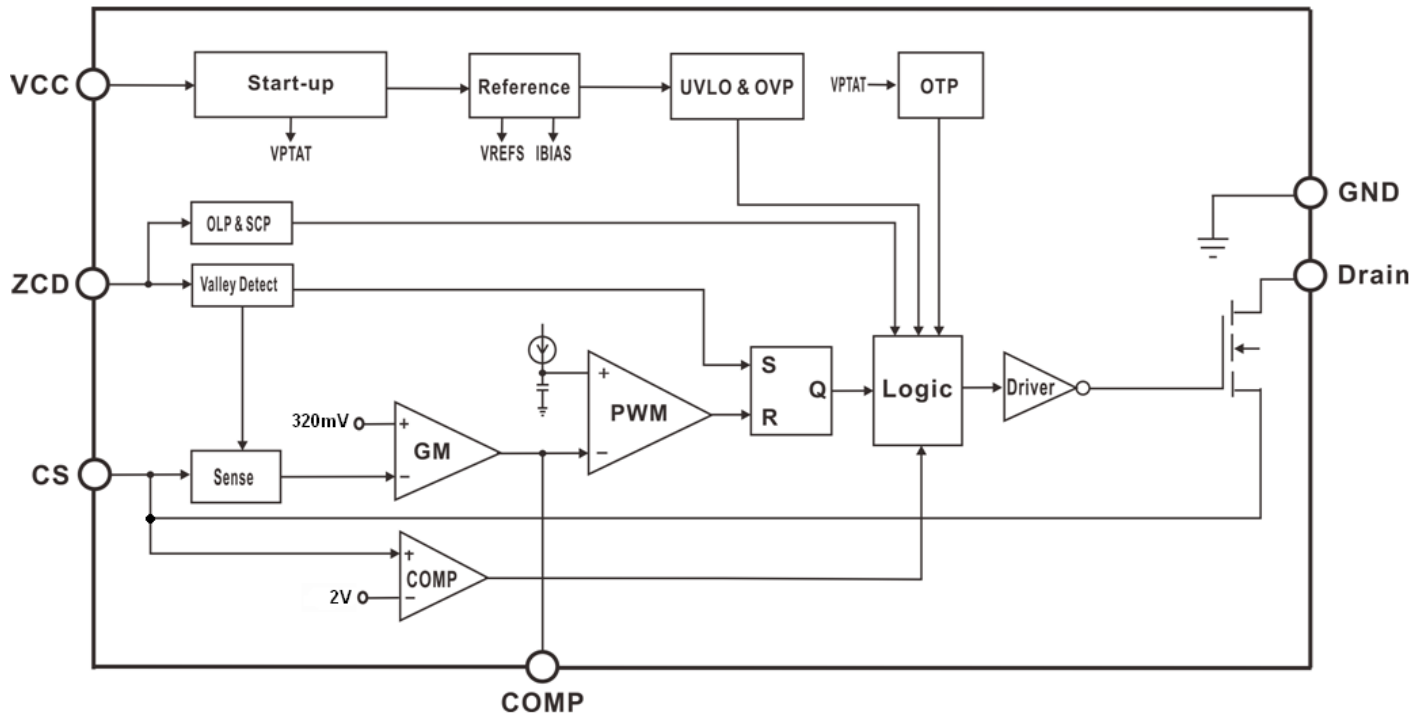 VCC
Start-up
Reference
UVLO & OVP
VPTAT
OTP
VPTAT
VREFS
IBIAS
GND
OLP & SCP
ZCD
Valley Detect
Drain
S
Q
R
+
PWM
−
Logic
Driver
320mV
+
GM
−
CS
Sense
+
COMP
2V
−
COMP